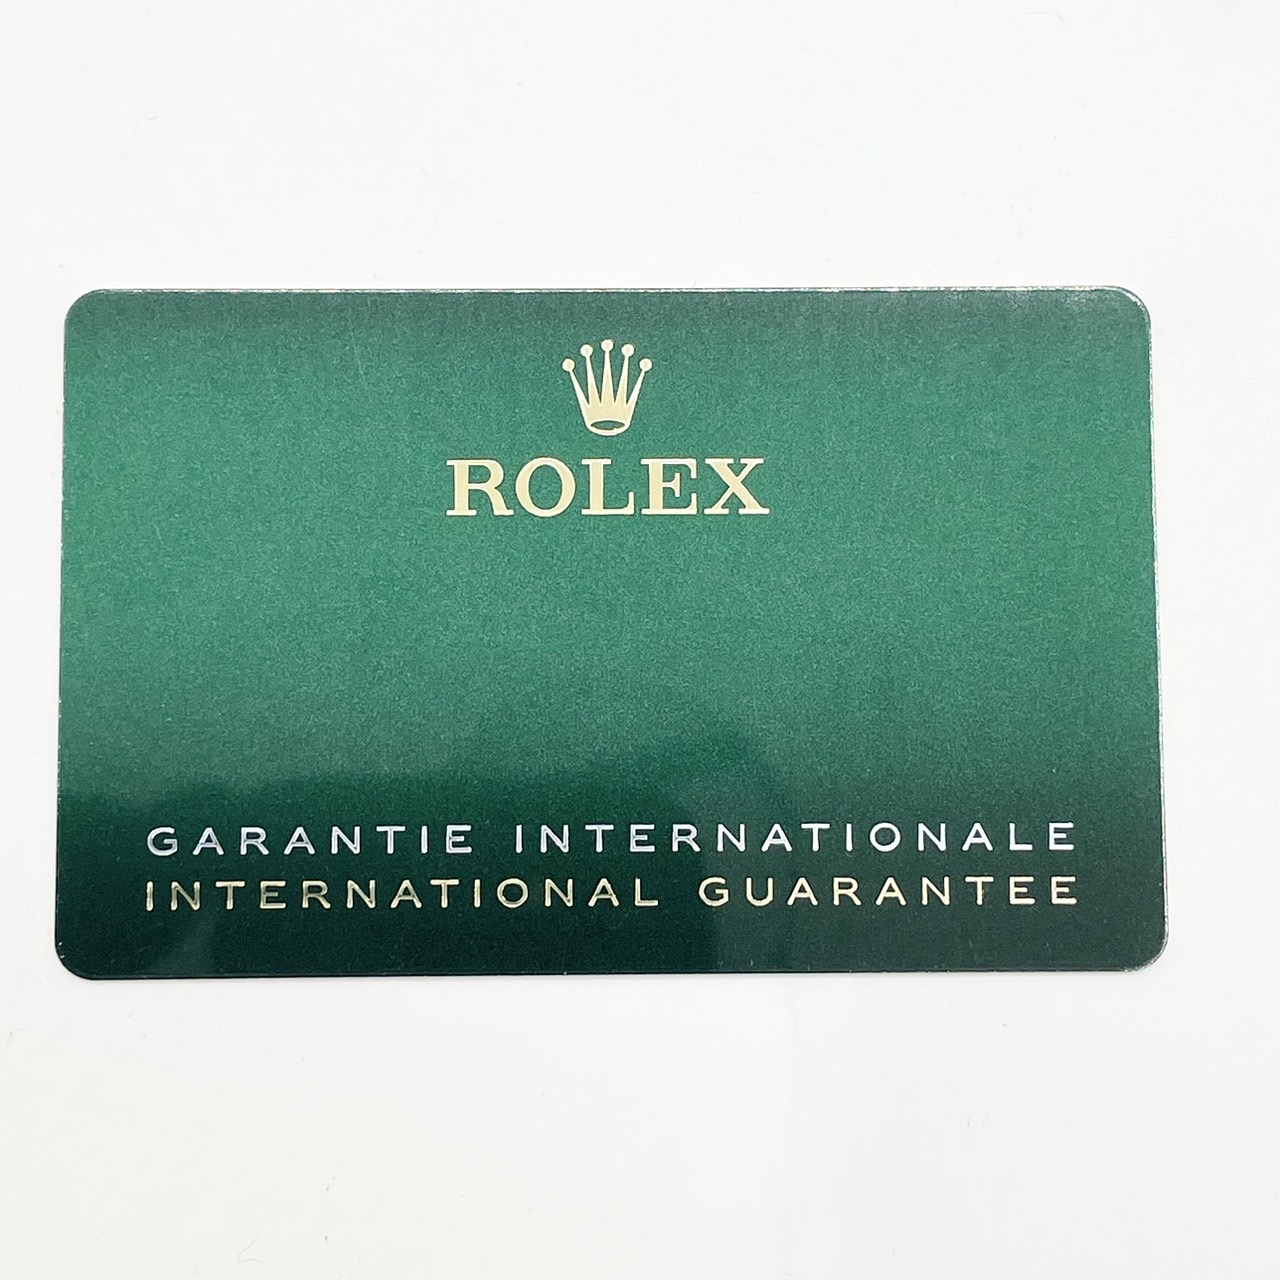 ROLEX
GARANTIE INTERNATIONALE
INTERNATIONAL GUARANTEE